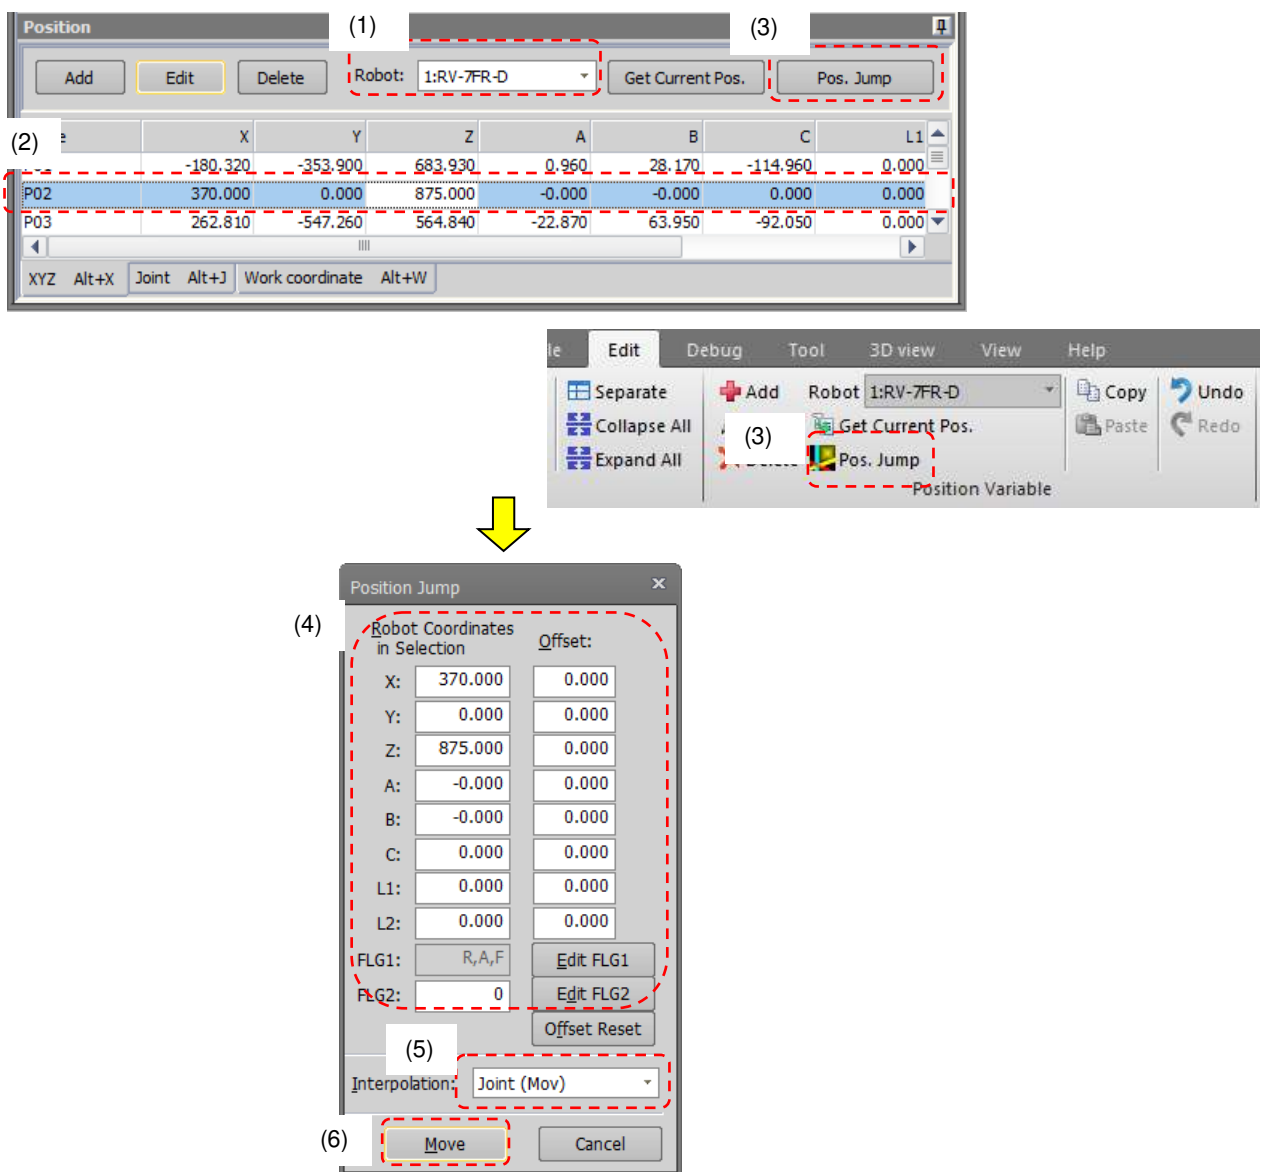 Position
(1)
(3)
Add Edit Delete Robot: 1:RV-7FR-D Get Current Pos. Pos. Jump
(2)
X Y Z A B C L1
-180.320 -353.900 683.930 0.960 28.170 -114.960 0.000
P02 370.000 0.000 875.000 -0.000 -0.000 0.000 0.000
P03 262.810 -547.260 564.840 -22.870 63.950 -92.050 0.000
XYZ Alt+X Joint Alt+J Work coordinate Alt+W
Edit Debug Tool 3D view View Help
Separate Add Robot 1:RV-7FR-D Copy Undo
Collapse All (3) Get Current Pos. Paste Redo
Expand All Delete Pos. Jump
Position Variable
Position Jump
(4)
Robot Coordinates
in Selection Offset:
X: 370.000 0.000
Y: 0.000 0.000
Z: 875.000 0.000
A: -0.000 0.000
B: -0.000 0.000
C: 0.000 0.000
L1: 0.000 0.000
L2: 0.000 0.000
FLG1: R,A,F Edit FLG1
FLG2: 0 Edit FLG2
Offset Reset
(5)
Interpolation: Joint (Mov)
(6)
Move Cancel